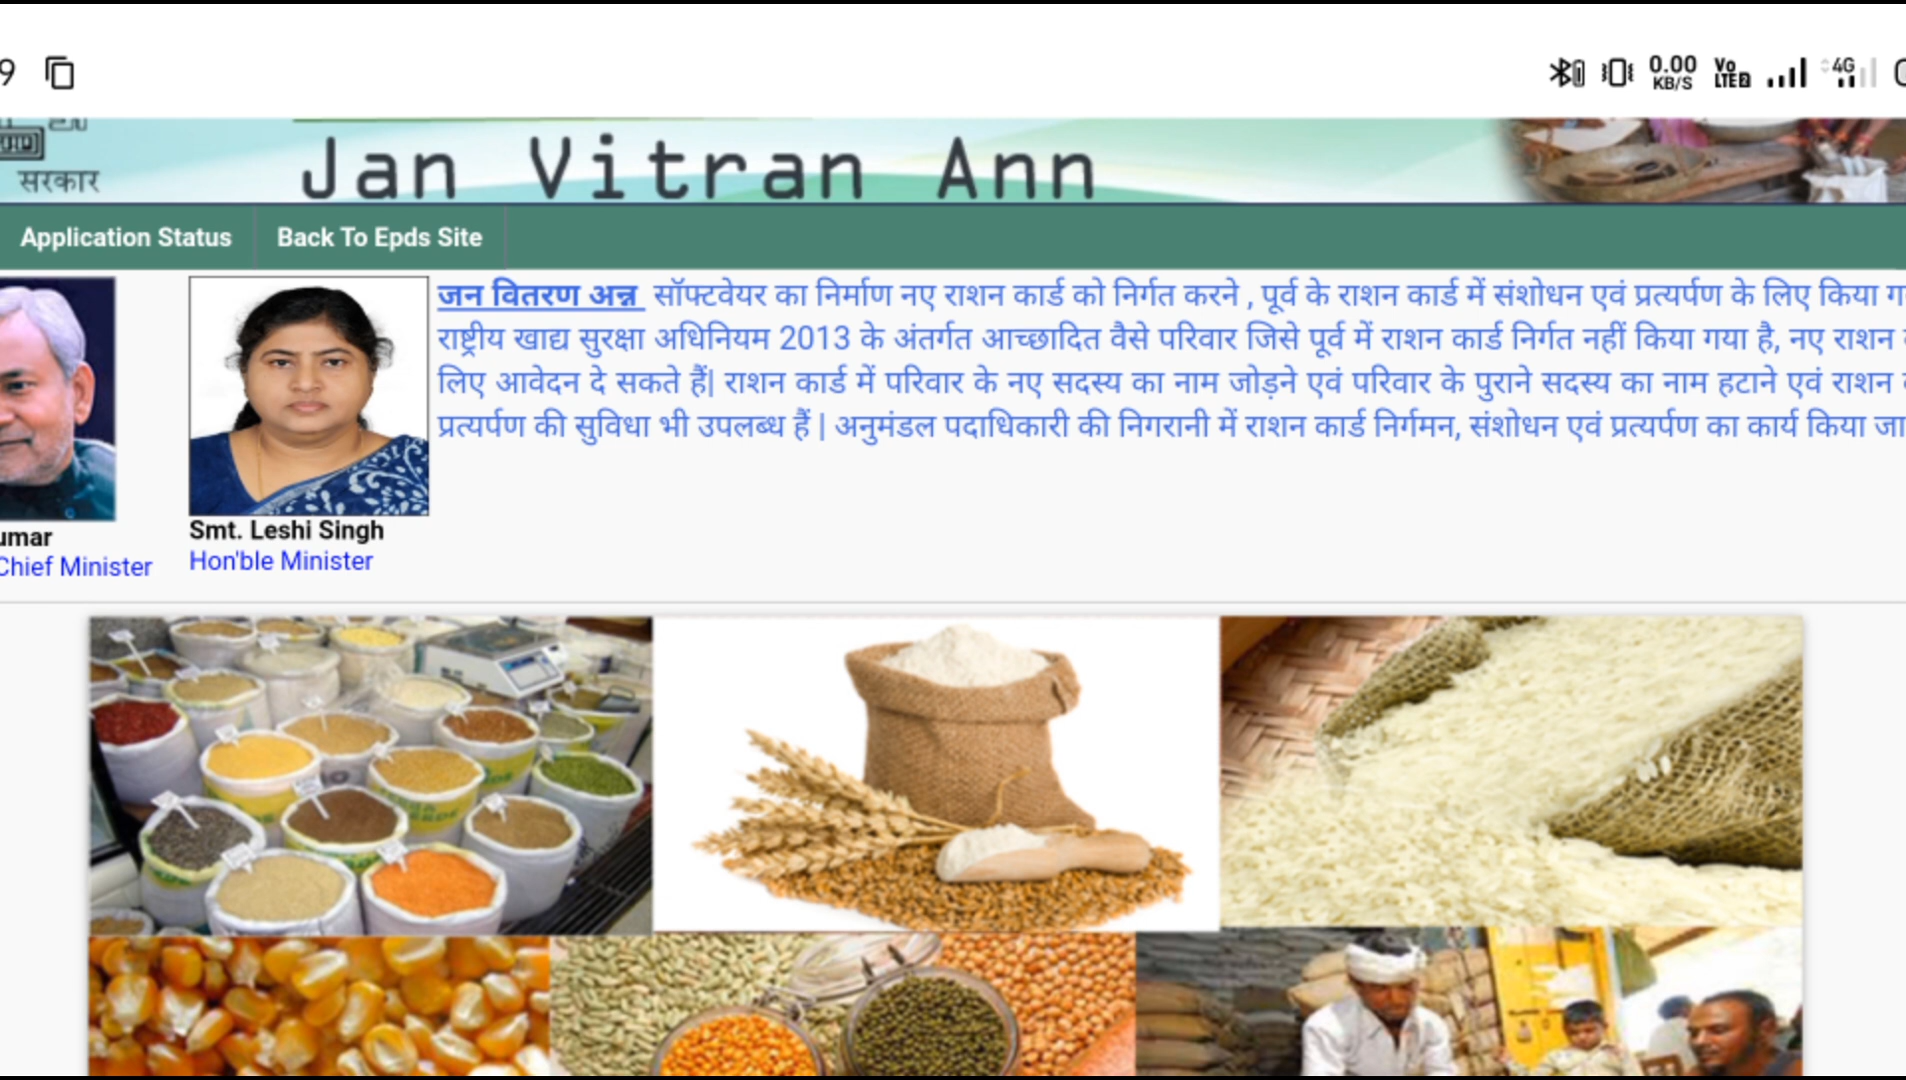 9
0.00
KB/S
Vo
LTE 2
4G
सरकार
Jan Vitran Ann
Application Status
Back To Epds Site
जन वितरण अन्न सॉफ्टवेयर का निर्माण नए राशन कार्ड को निर्गत करने , पूर्व के राशन कार्ड में संशोधन एवं प्रत्यर्पण के लिए किया
राष्ट्रीय खाद्य सुरक्षा अधिनियम 2013 के अंतर्गत आच्छादित वैसे परिवार जिसे पूर्व में राशन कार्ड निर्गत नहीं किया गया है, नए राशन
लिए आवेदन दे सकते हैं| राशन कार्ड में परिवार के नए सदस्य का नाम जोड़ने एवं परिवार के पुराने सदस्य का नाम हटाने एवं राशन
प्रत्यर्पण की सुविधा भी उपलब्ध हैं | अनुमंडल पदाधिकारी की निगरानी में राशन कार्ड निर्गमन, संशोधन एवं प्रत्यर्पण का कार्य किया जा
umar
Chief Minister
Smt. Leshi Singh
Hon'ble Minister